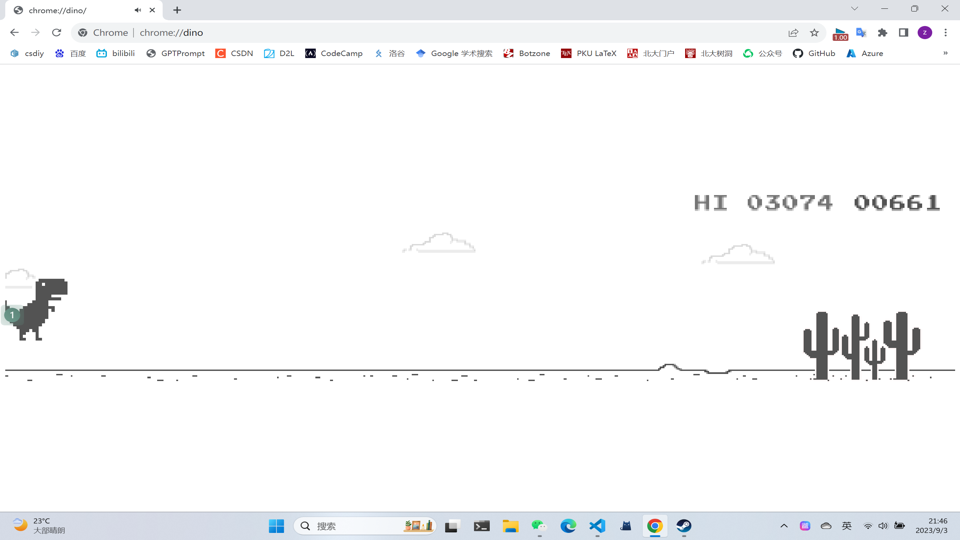 chrome://dino/
Chrome | chrome://dino
1.00
z
csdiy 百度 bilibili GPTPrompt CSDN D2L CodeCamp 洛谷 Google 学术搜索 Botzone PKU LaTeX 北大门户 北大树洞 公众号 GitHub Azure »
HI 03074 00661
1
23°C
大部晴朗
搜索
英
21:46
2023/9/3